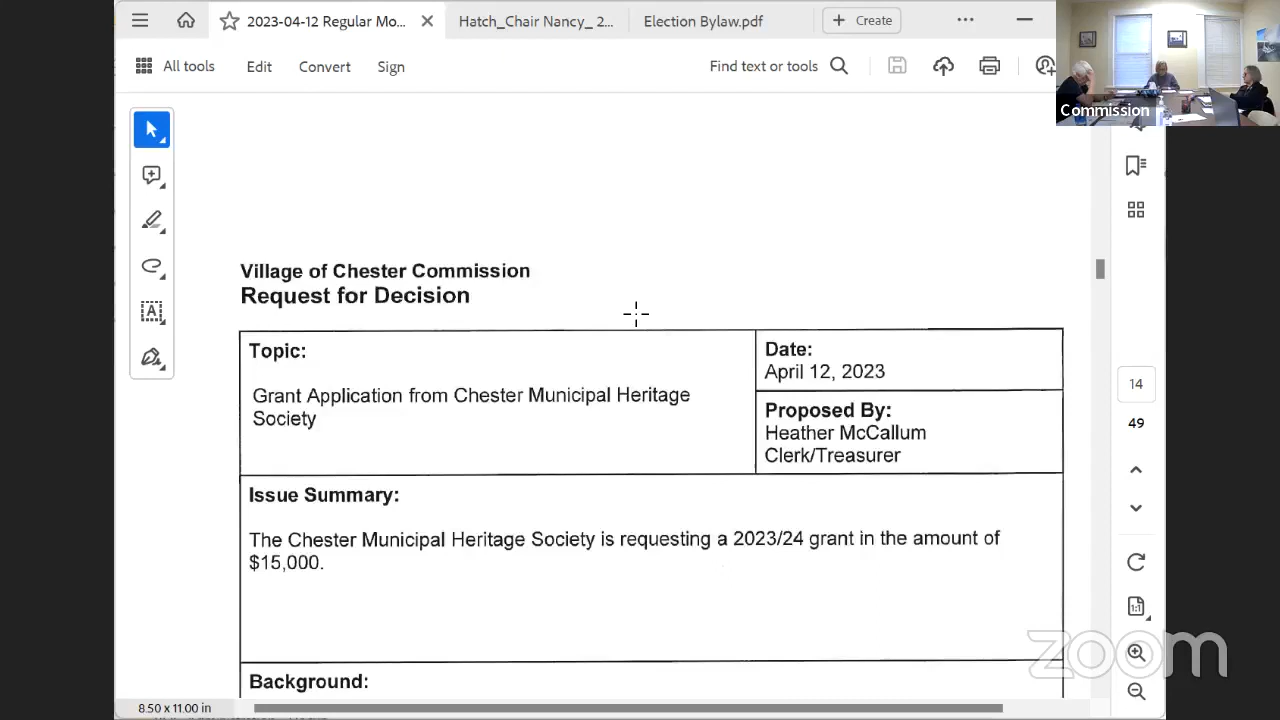 2023-04-12 Regular Mo...
Hatch_Chair Nancy_ 2...
Election Bylaw.pdf
Create
All tools
Edit
Convert
Sign
Find text or tools
Commission
Village of Chester Commission
Request for Decision
Topic:
Grant Application from Chester Municipal Heritage
Society
Date:
April 12, 2023
Proposed By:
Heather McCallum
Clerk/Treasurer
Issue Summary:
The Chester Municipal Heritage Society is requesting a 2023/24 grant in the amount of
$15,000.
Background:
14
49
1:1
8.50 x 11.00 in
zoom